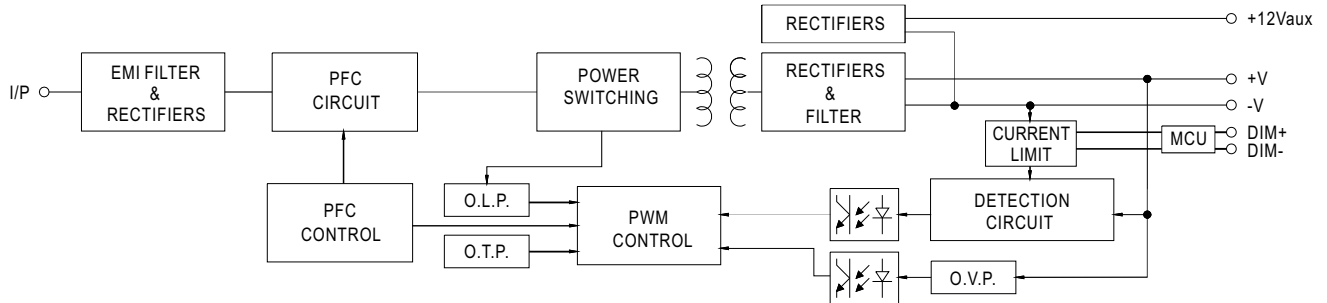 RECTIFIERS
+12Vaux
I/P
EMI FILTER
&
RECTIFIERS
PFC
CIRCUIT
POWER
SWITCHING
RECTIFIERS
&
FILTER
+V
-V
CURRENT
LIMIT
MCU
DIM+
DIM-
PFC
CONTROL
O.L.P.
O.T.P.
PWM
CONTROL
DETECTION
CIRCUIT
O.V.P.